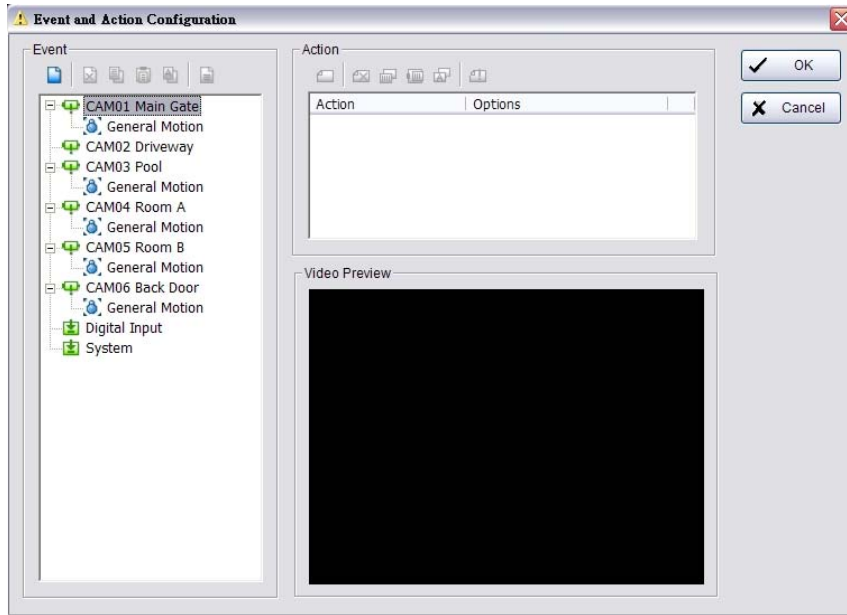 Event and Action Configuration
Event
CAM01 Main Gate
General Motion
CAM02 Driveway
CAM03 Pool
General Motion
CAM04 Room A
General Motion
CAM05 Room B
General Motion
CAM06 Back Door
General Motion
Digital Input
System
Action
Action Options
Video Preview
OK
Cancel